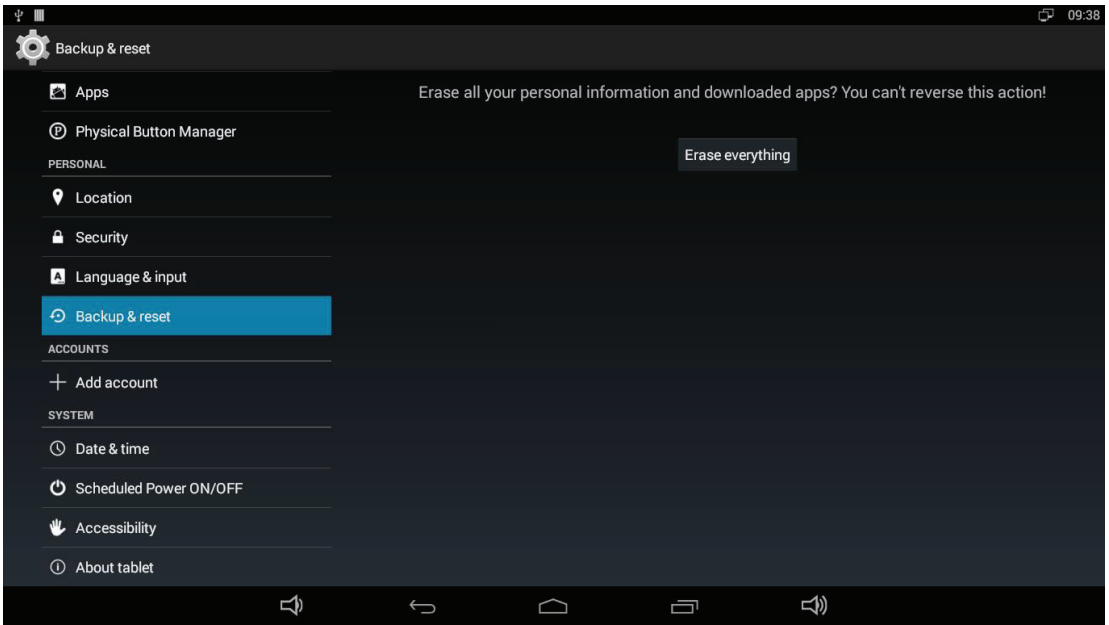 09:38
Backup & reset
Apps
Physical Button Manager
PERSONAL
Location
Security
Language & input
Backup & reset
ACCOUNTS
Add account
SYSTEM
Date & time
Scheduled Power ON/OFF
Accessibility
About tablet
Erase all your personal information and downloaded apps? You can't reverse this action!
Erase everything